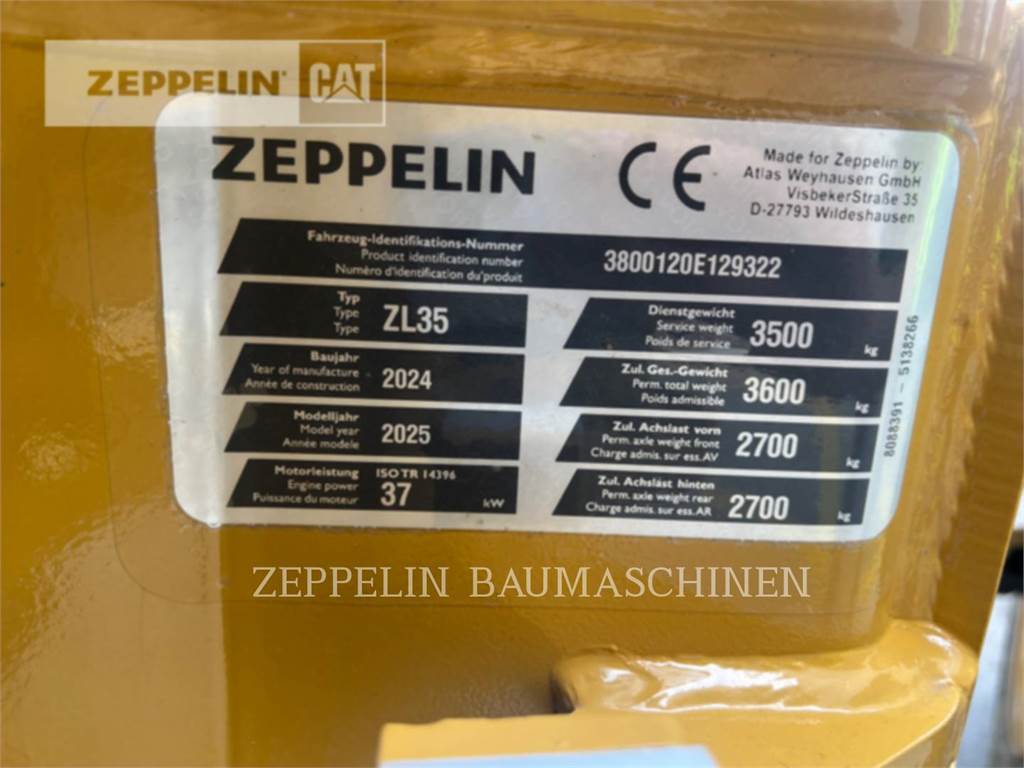 ZEPPELIN CAT
ZEPPELIN
CE
Made for Zeppelin by:
Atlas Weyhausen GmbH
VisbekerStraße 35
D-27793 Wildeshausen
Fahrzeug-Identifikations-Nummer
Product identification number
Numéro d'identification du'produit
3800120E129322
Typ
Type
Type
ZL35
Dienstgewicht
Service weight
Poids de service
3500 kg
Baujahr
Year of manufacture
Année de construction
2024
Zul. Ges.-Gewicht
Perm. total weight
Poids admissible
3600 kg
Modelljahr
Model year
Année modele
2025
Zul. Achslast vorn
Perm. axle weight front
Charge admis. sur ess.AV
2700 kg
Motorleistung ISO TR 14396
Engine power
Puissance du moteur
37 kW
Zul. Achslast hinten
Perm. axle weight rear
Charge admis. sur ess.AR
2700 kg
8088391 – 5138266
ZEPPELIN BAUMASCHINEN